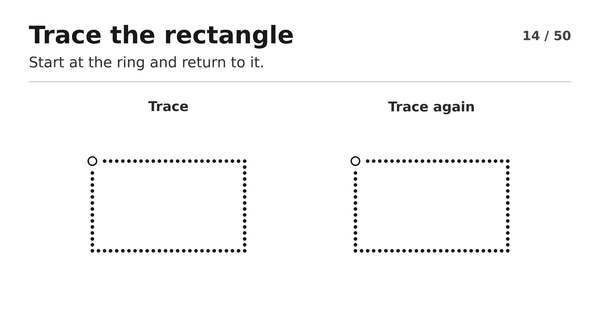 Trace the rectangle
14 / 50
Start at the ring and return to it.
Trace
Trace again